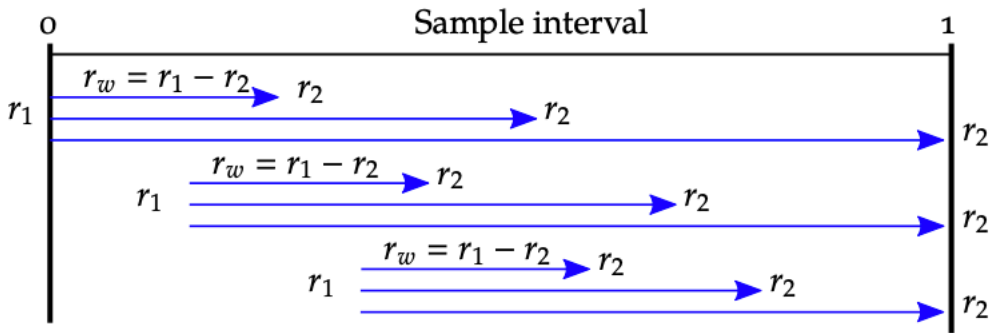 0 Sample interval 1
r_w = r_1 − r_2 r_2
r_1 r_2
r_2
r_w = r_1 − r_2 r_2
r_1 r_2
r_2
r_w = r_1 − r_2 r_2
r_1 r_2
r_2